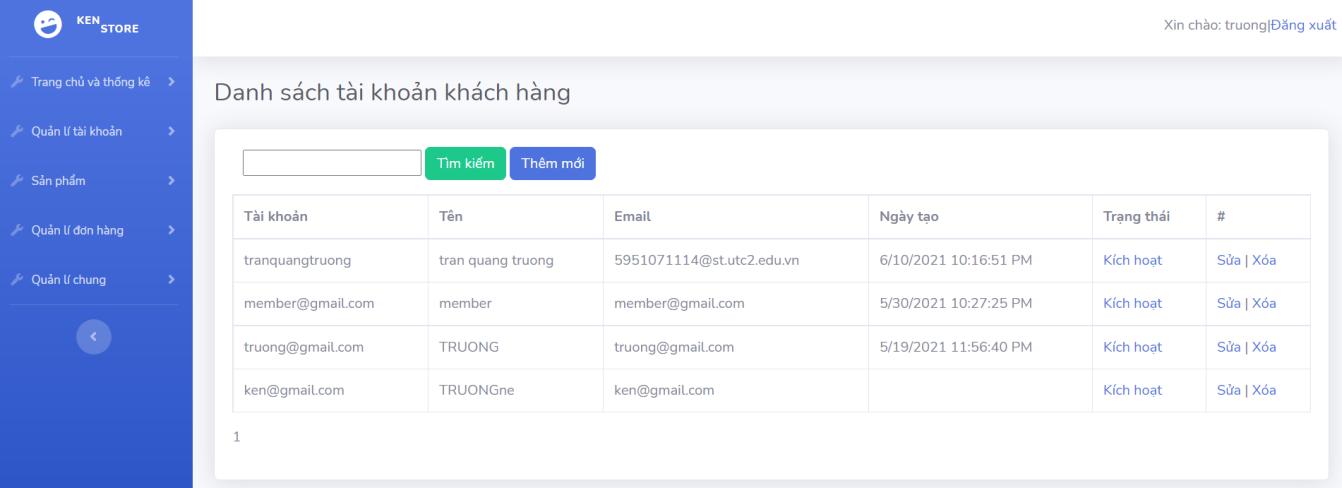 KEN STORE
Xin chào: truong|Đăng xuất
Trang chủ và thống kê
Quản lí tài khoản
Sản phẩm
Quản lí đơn hàng
Quản lí chung
Danh sách tài khoản khách hàng
Tìm kiếm Thêm mới
Tài khoản Tên Email Ngày tạo Trạng thái #
tranquangtruong tran quang truong 5951071114@st.utc2.edu.vn 6/10/2021 10:16:51 PM Kích hoạt Sửa | Xóa
member@gmail.com member member@gmail.com 5/30/2021 10:27:25 PM Kích hoạt Sửa | Xóa
truong@gmail.com TRUONG truong@gmail.com 5/19/2021 11:56:40 PM Kích hoạt Sửa | Xóa
ken@gmail.com TRUONGne ken@gmail.com Kích hoạt Sửa | Xóa
1